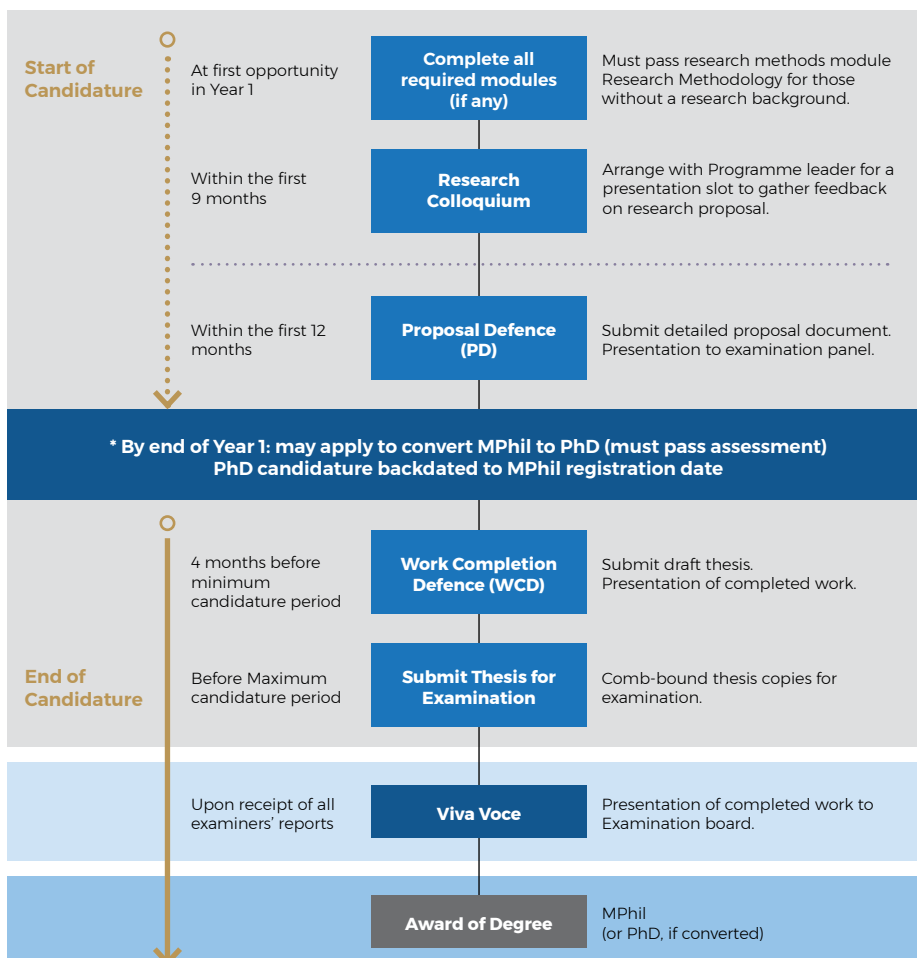 Start of
Candidature
At first opportunity
in Year 1
Complete all
required modules
(if any)
Must pass research methods module
Research Methodology for those
without a research background.
Within the first
9 months
Research
Colloquium
Arrange with Programme leader for a
presentation slot to gather feedback
on research proposal.
Within the first 12
months
Proposal Defence
(PD)
Submit detailed proposal document.
Presentation to examination panel.
* By end of Year 1: may apply to convert MPhil to PhD (must pass assessment)
PhD candidature backdated to MPhil registration date
4 months before
minimum
candidature period
Work Completion
Defence (WCD)
Submit draft thesis.
Presentation of completed work.
End of
Candidature
Before Maximum
candidature period
Submit Thesis for
Examination
Comb-bound thesis copies for
examination.
Upon receipt of all
examiners’ reports
Viva Voce
Presentation of completed work to
Examination board.
Award of Degree
MPhil
(or PhD, if converted)